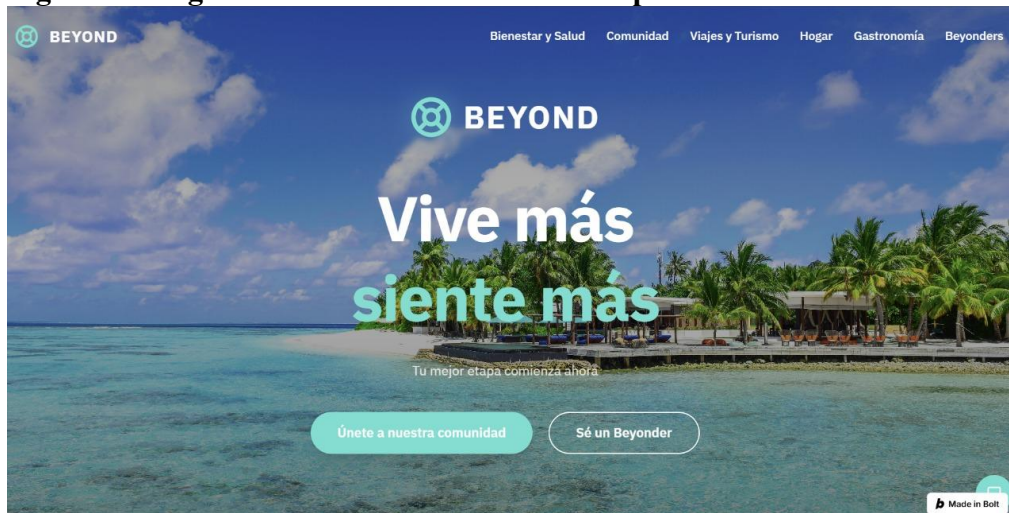 BEYOND
Bienestar y Salud Comunidad Viajes y Turismo Hogar Gastronomía Beyonders
BEYOND
Vive más
siente más
Tu mejor etapa comienza ahora
Únete a nuestra comunidad Sé un Beyonder
b Made in Bolt